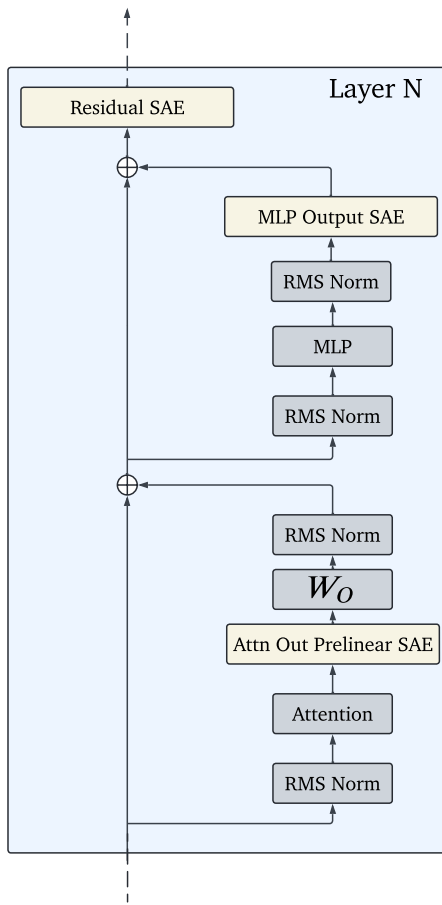 Layer N
Residual SAE
MLP Output SAE
RMS Norm
MLP
RMS Norm
RMS Norm
W_O
Attn Out Prelinear SAE
Attention
RMS Norm